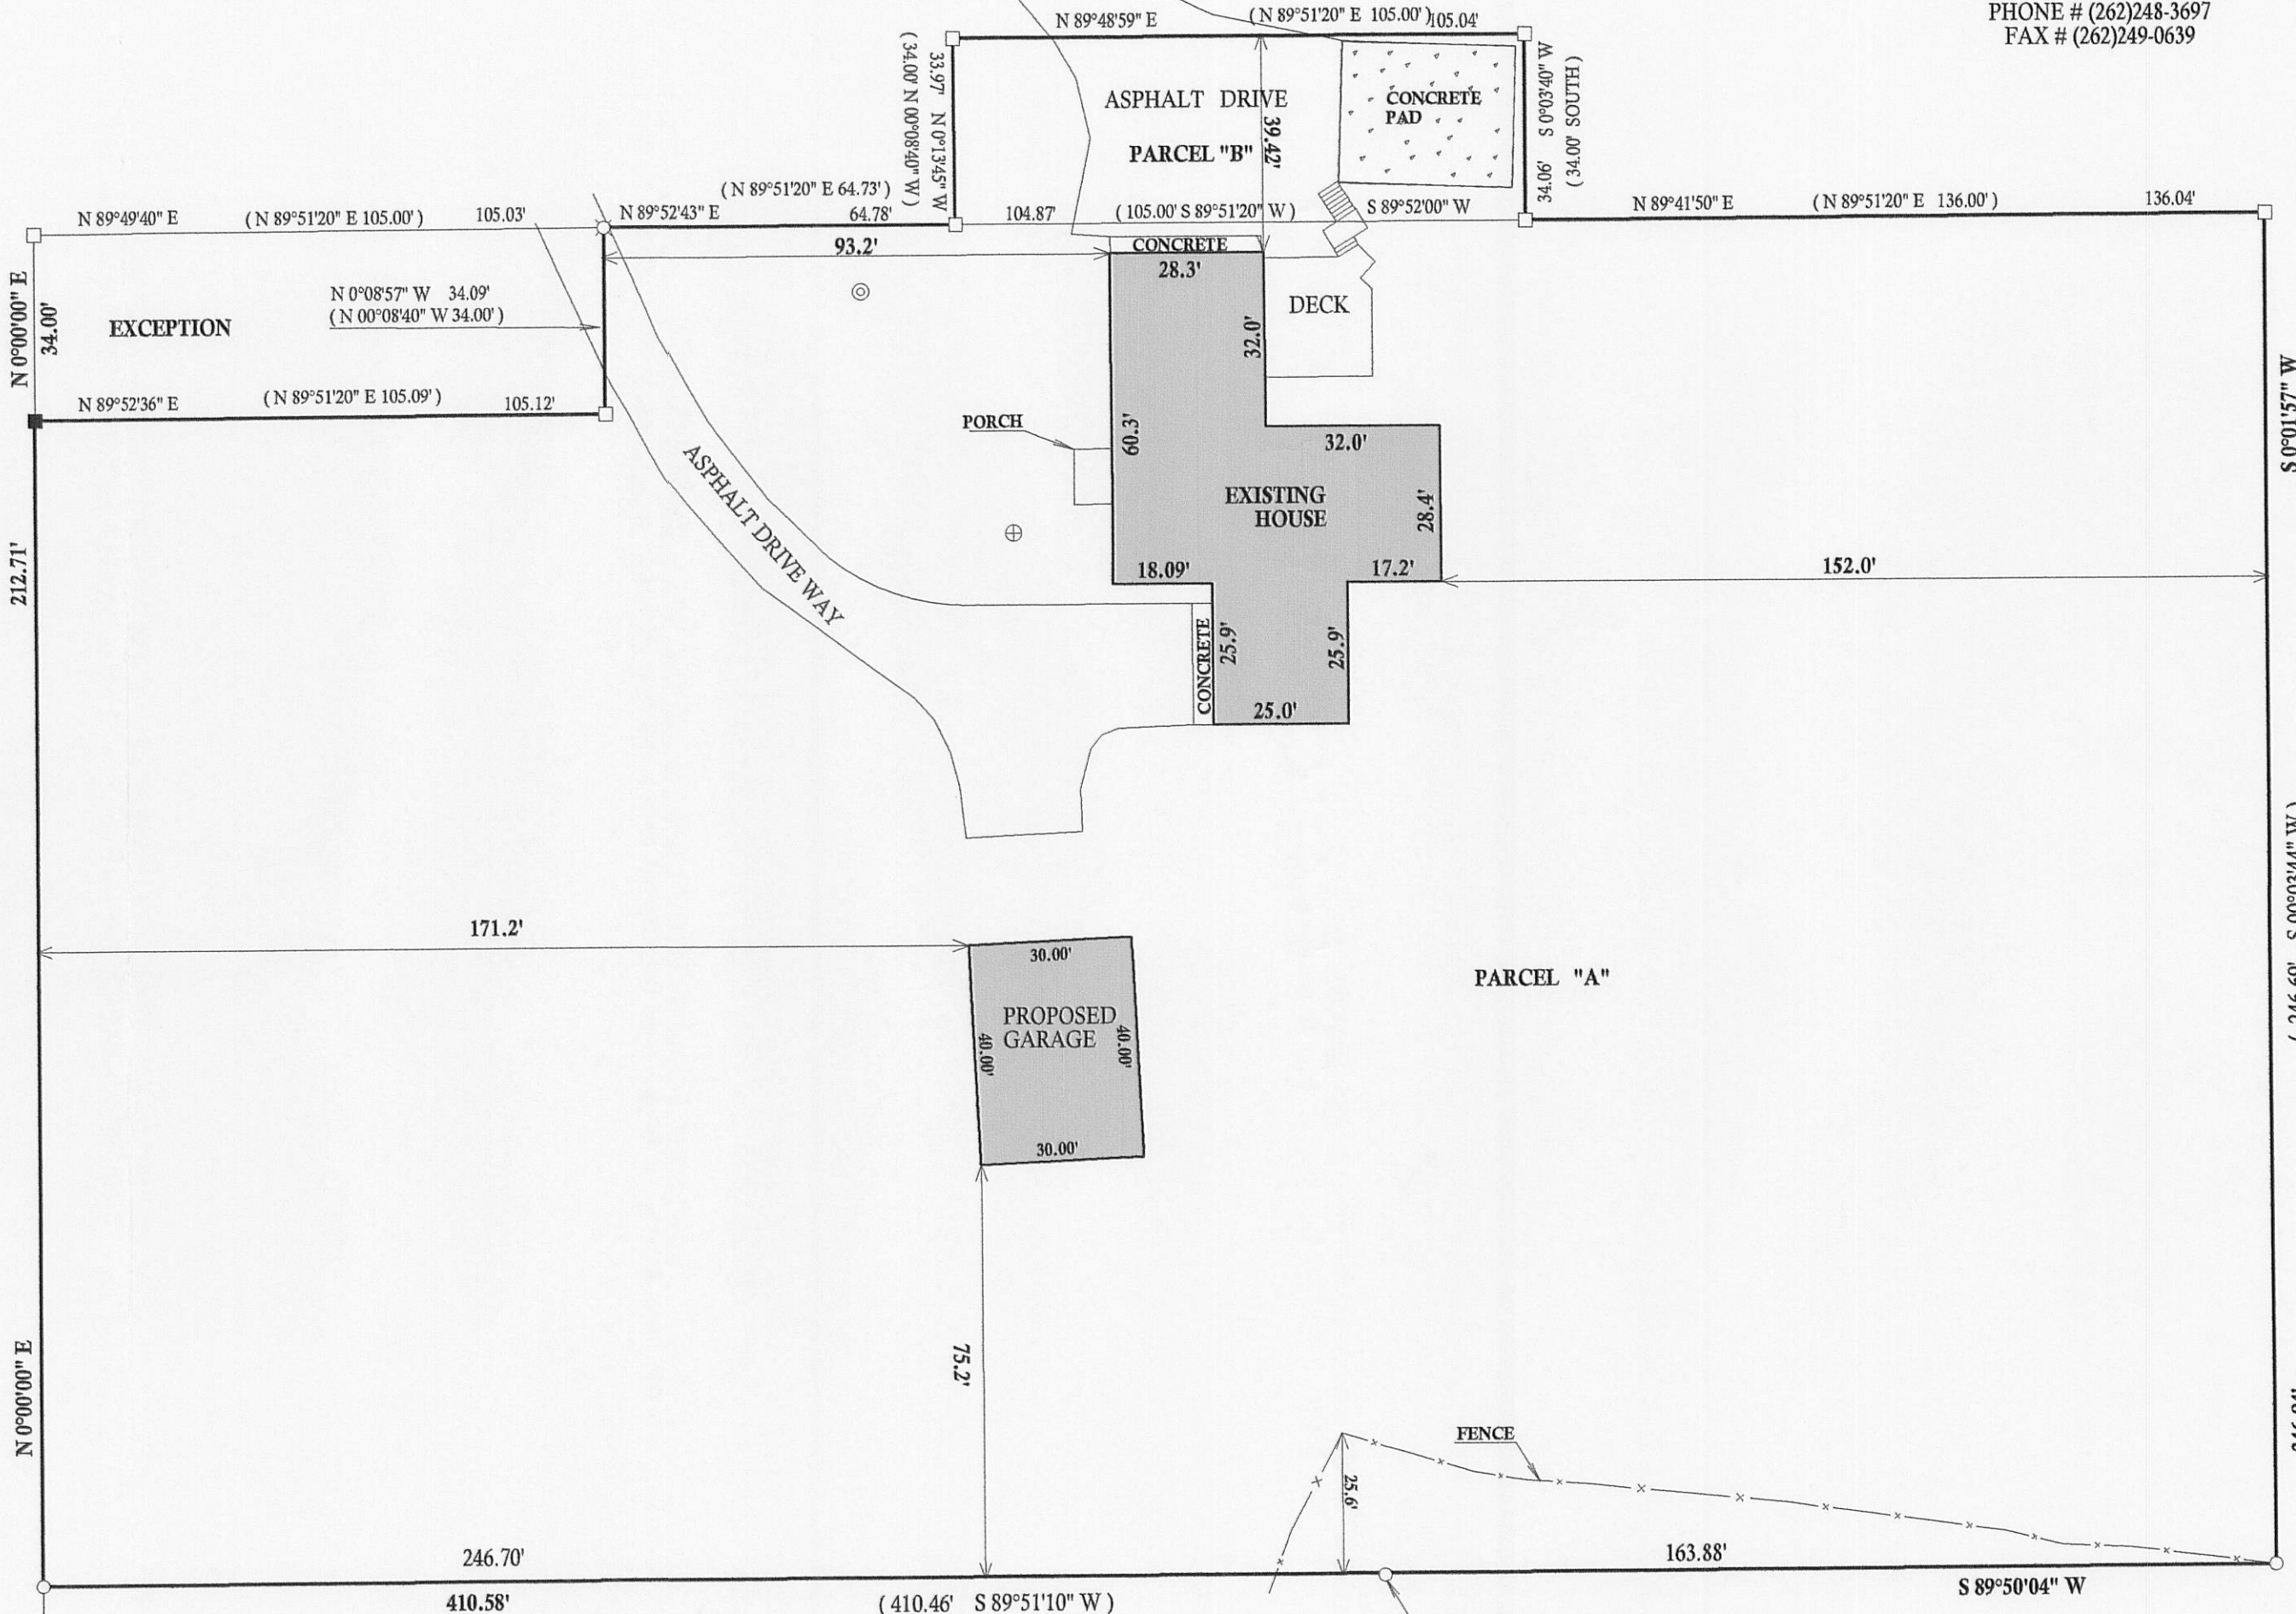 PHONE # (262)248-3697
FAX # (262)249-0639
N 89°48'59" E
( N 89°51'20" E 105.00' )
105.04'
33.97' N 0°13'45" W
( 34.00' N 00°08'40" W )
ASPHALT DRIVE
PARCEL "B"
39.42'
CONCRETE
PAD
34.06' S 0°03'40" W
( 34.00' SOUTH )
N 89°49'40" E
( N 89°51'20" E 105.00' )
105.03'
( N 89°51'20" E 64.73' )
N 89°52'43" E
64.78'
104.87'
( 105.00' S 89°51'20" W )
S 89°52'00" W
N 89°41'50" E
( N 89°51'20" E 136.00' )
136.04'
93.2'
CONCRETE
28.3'
DECK
32.0'
N 0°00'00" E
34.00'
EXCEPTION
N 0°08'57" W 34.09'
( N 00°08'40" W 34.00' )
N 89°52'36" E
( N 89°51'20" E 105.09' )
105.12'
PORCH
60.3'
32.0'
EXISTING
HOUSE
28.4'
S 0°01'57" W
ASPHALT DRIVE WAY
18.09'
17.2'
152.0'
212.71'
CONCRETE
25.9'
25.9'
25.0'
171.2'
30.00'
PROPOSED
GARAGE
40.00'
40.00'
30.00'
PARCEL "A"
( 246.69' S 00°03'44" W )
75.2'
N 0°00'00" E
FENCE
25.6'
246.70'
163.88'
410.58'
( 410.46' S 89°51'10" W )
S 89°50'04" W